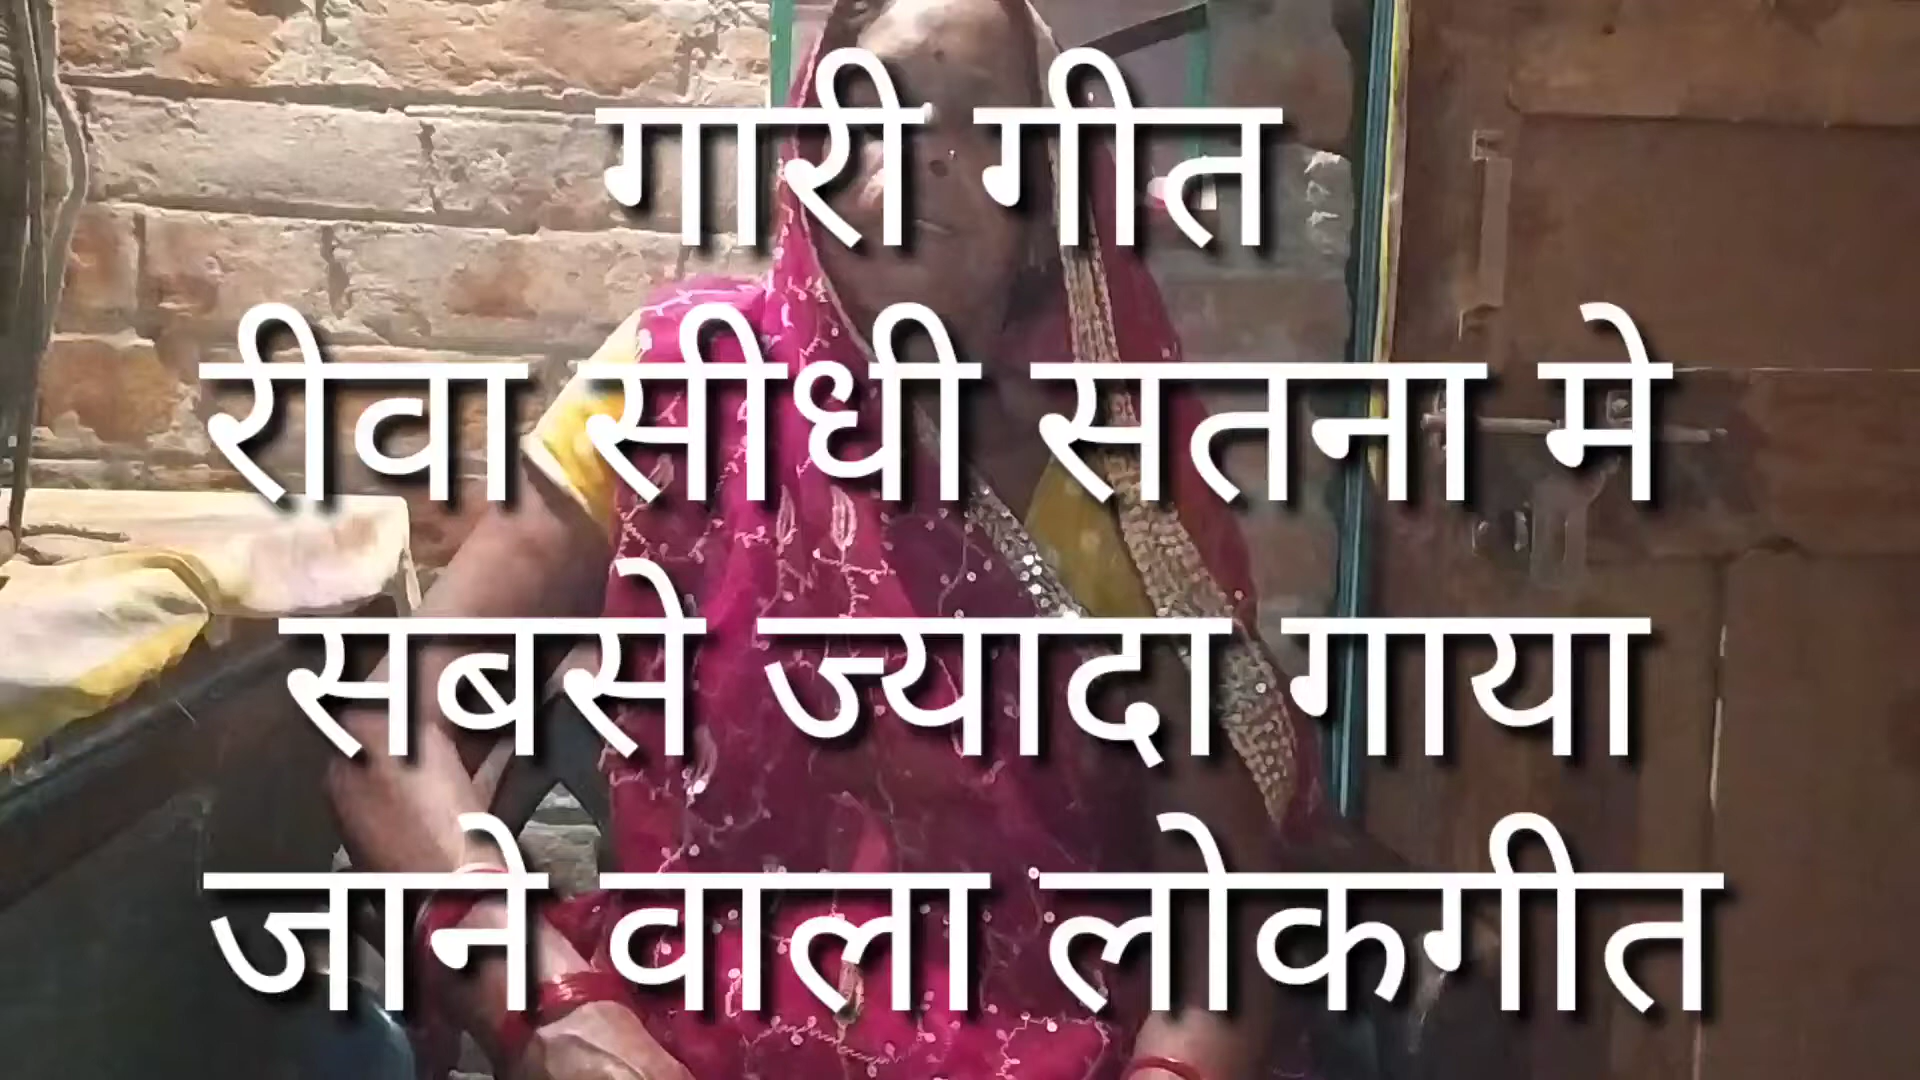 गारी गीत
रीवा सीधी सतना मे
सबसे ज्यादा गाया
जाने वाला लोकगीत